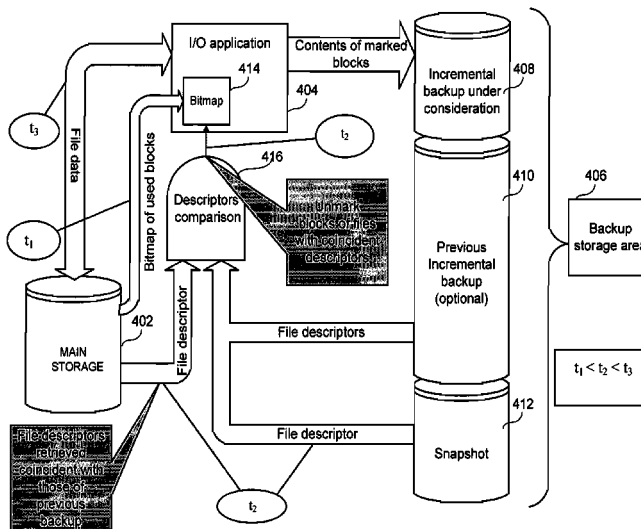 I/O application
414
Bitmap
404
Contents of marked
blocks
Incremental
backup under
consideration
408
t3
File data
t1
Bitmap of used blocks
t2
416
Descriptors
comparison
Unmark
blocks of files
with coincident
descriptors
410
Previous
Incremental
backup
(optional)
406
Backup
storage area
402
MAIN
STORAGE
File descriptor
File descriptors
t1 < t2 < t3
412
Snapshot
File descriptor
File descriptors
retrieved
coincident with
those of
previous
backup
t2